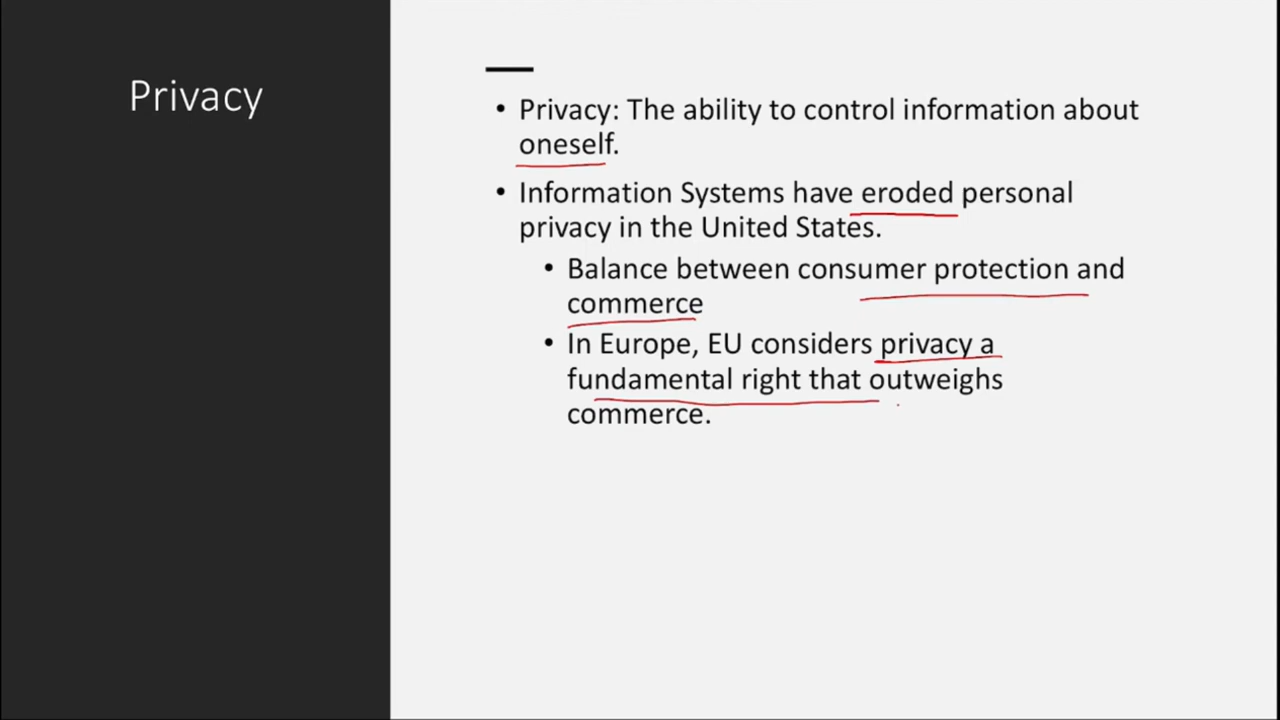 Privacy
• Privacy: The ability to control information about
oneself.
• Information Systems have eroded personal
privacy in the United States.
• Balance between consumer protection and
commerce
• In Europe, EU considers privacy a
fundamental right that outweighs
commerce.